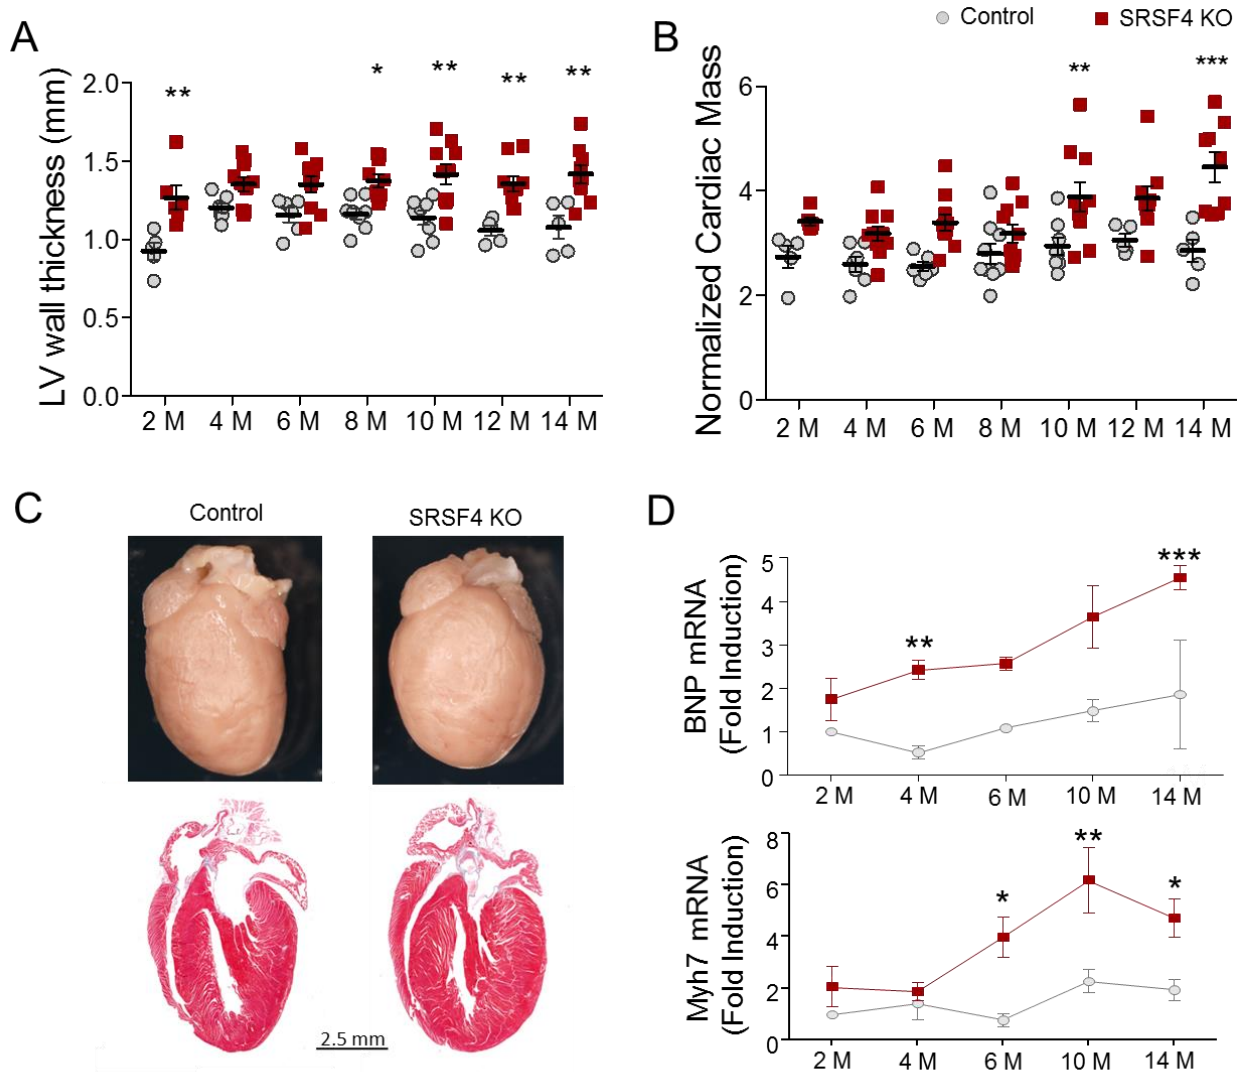 A
LV wall thickness (mm)
2.0
1.5
1.0
0.5
0.0
** * ** ** **
2 M 4 M 6 M 8 M 10 M 12 M 14 M
Control SRSF4 KO
B
Normalized Cardiac Mass
6
4
2
0
** ***
2 M 4 M 6 M 8 M 10 M 12 M 14 M
C
Control SRSF4 KO
2.5 mm
D
BNP mRNA
(Fold Induction)
5
4
3
2
1
0
** ***
2 M 4 M 6 M 10 M 14 M
Myh7 mRNA
(Fold Induction)
8
6
4
2
0
* ** *
2 M 4 M 6 M 10 M 14 M